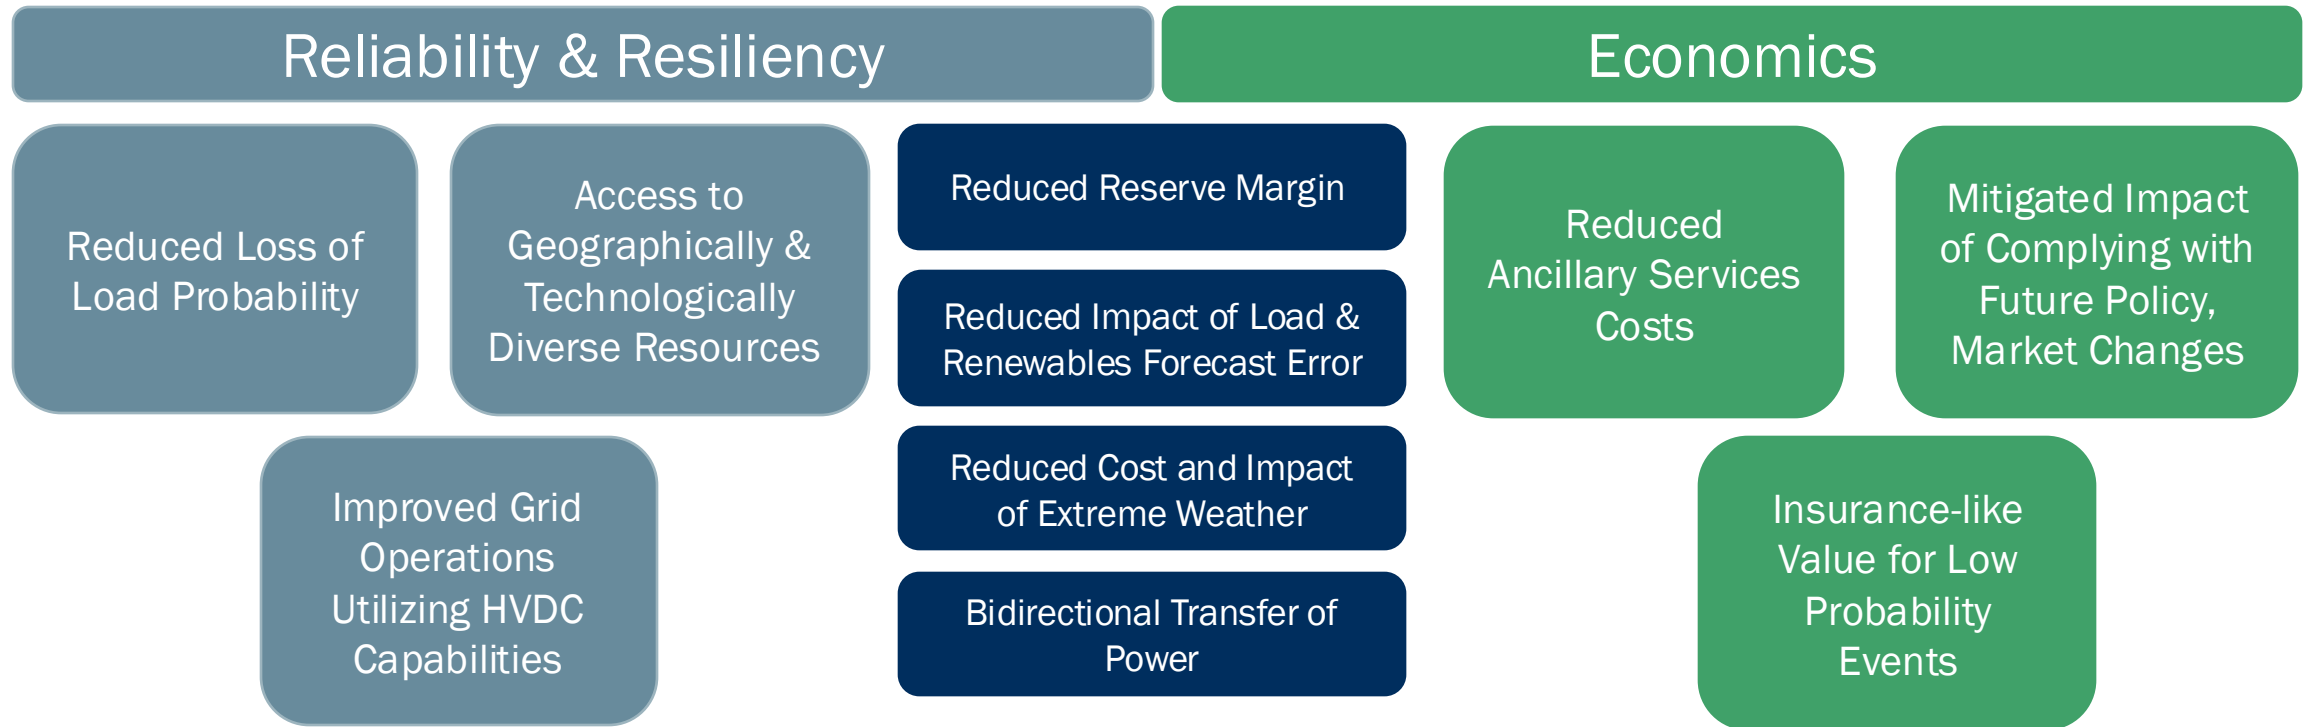 Reliability & Resiliency
Economics
Reduced Loss of
Load Probability
Access to
Geographically &
Technologically
Diverse Resources
Improved Grid
Operations
Utilizing HVDC
Capabilities
Reduced Reserve Margin
Reduced Impact of Load &
Renewables Forecast Error
Reduced Cost and Impact
of Extreme Weather
Bidirectional Transfer of
Power
Reduced
Ancillary Services
Costs
Mitigated Impact
of Complying with
Future Policy,
Market Changes
Insurance-like
Value for Low
Probability
Events